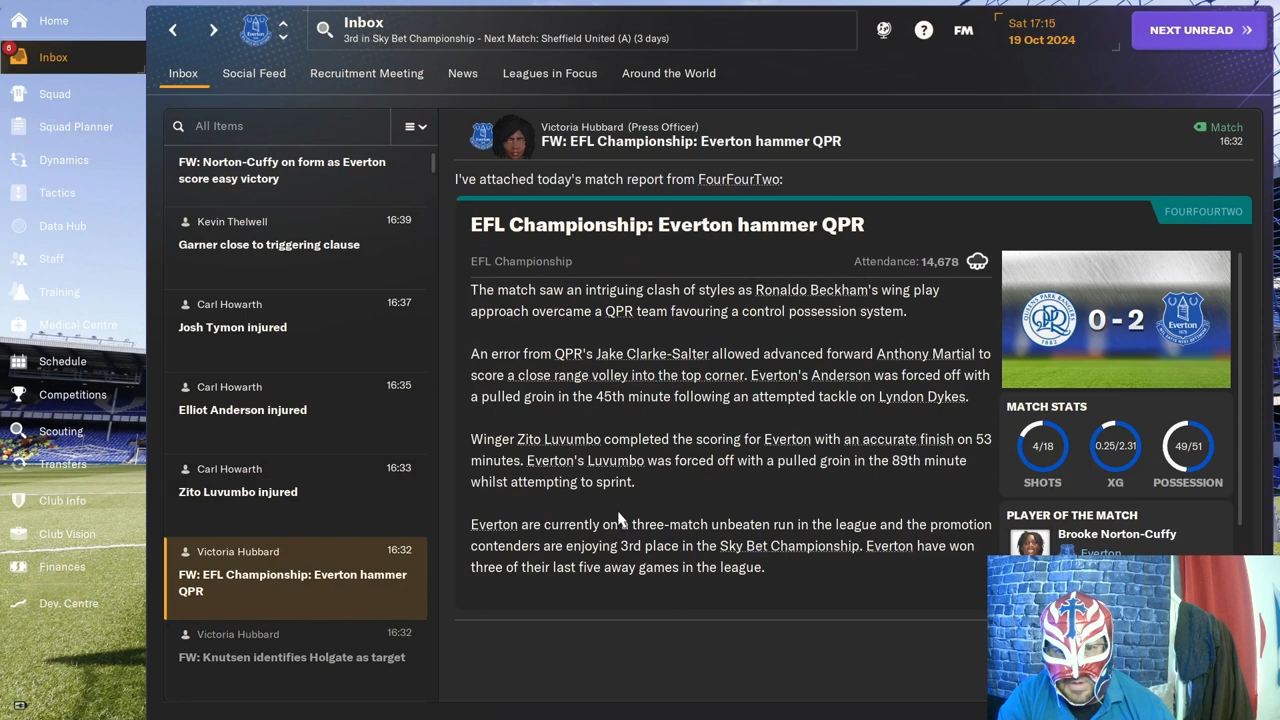 Home
6
Inbox
Squad
Squad Planner
Dynamics
Tactics
Data Hub
Staff
Training
Medical Centre
Schedule
Competitions
Scouting
Transfers
Club Info
Club Vision
Finances
Dev. Centre
Inbox
3rd in Sky Bet Championship - Next Match: Sheffield United (A) (3 days)
?
FM
Sat 17:15
19 Oct 2024
NEXT UNREAD
Inbox
Social Feed
Recruitment Meeting
News
Leagues in Focus
Around the World
All Items
FW: Norton-Cuffy on form as Everton
score easy victory
Kevin Thelwell 16:39
Garner close to triggering clause
Carl Howarth 16:37
Josh Tymon injured
Carl Howarth 16:35
Elliot Anderson injured
Carl Howarth 16:33
Zito Luvumbo injured
Victoria Hubbard 16:32
FW: EFL Championship: Everton hammer
QPR
Victoria Hubbard 16:32
FW: Knutsen identifies Holgate as target
Victoria Hubbard (Press Officer)
FW: EFL Championship: Everton hammer QPR
Match
16:32
I've attached today's match report from FourFourTwo:
FOURFOURTWO
EFL Championship: Everton hammer QPR
EFL Championship Attendance: 14,678
The match saw an intriguing clash of styles as Ronaldo Beckham's wing play
approach overcame a QPR team favouring a control possession system.
An error from QPR's Jake Clarke-Salter allowed advanced forward Anthony Martial to
score a close range volley into the top corner. Everton's Anderson was forced off with
a pulled groin in the 45th minute following an attempted tackle on Lyndon Dykes.
Winger Zito Luvumbo completed the scoring for Everton with an accurate finish on 53
minutes. Everton's Luvumbo was forced off with a pulled groin in the 89th minute
whilst attempting to sprint.
Everton are currently on a three-match unbeaten run in the league and the promotion
contenders are enjoying 3rd place in the Sky Bet Championship. Everton have won
three of their last five away games in the league.
0 - 2
MATCH STATS
4/18
0.25/2.31
49/51
SHOTS
XG
POSSESSION
PLAYER OF THE MATCH
Brooke Norton-Cuffy
Everton